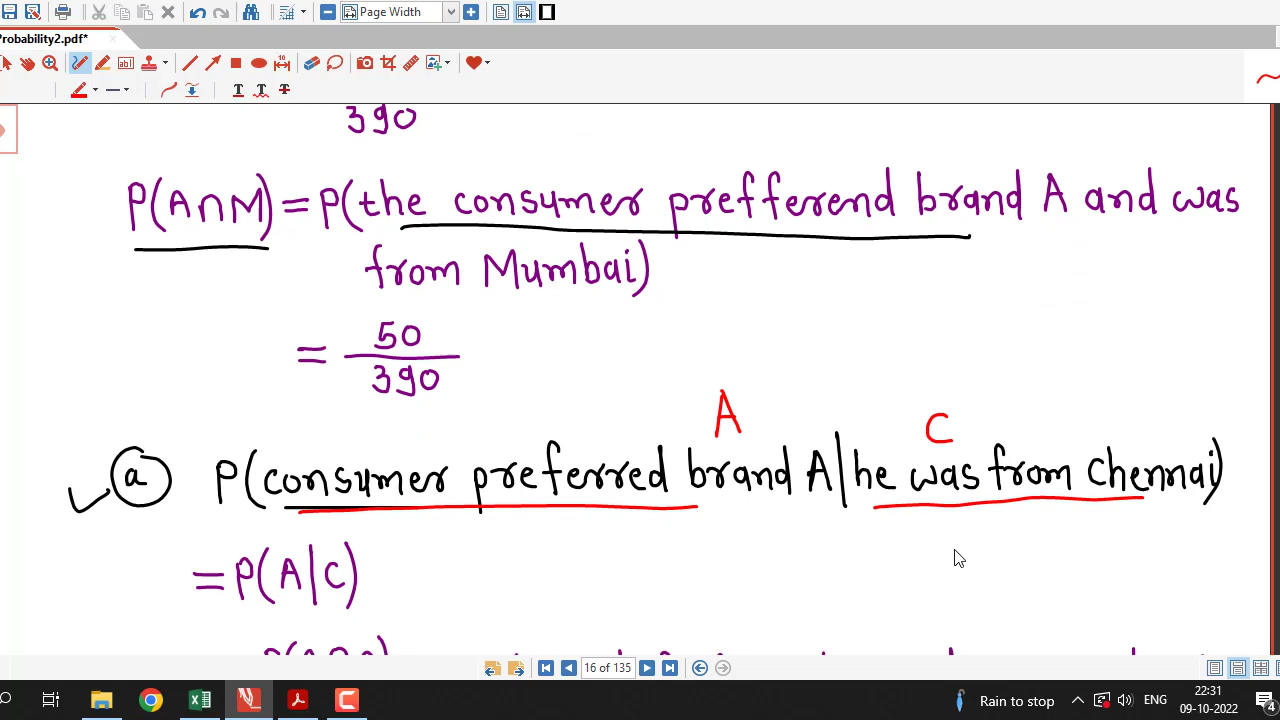 Page Width
Probability2.pdf*
390
P(A∩M)=P(the consumer prefferend brand A and was
from Mumbai)
= 50
390
A C
a P(consumer preferred brand A|he was from Chennai)
=P(A|C)
16 of 135
Rain to stop
ENG
22:31
09-10-2022
4